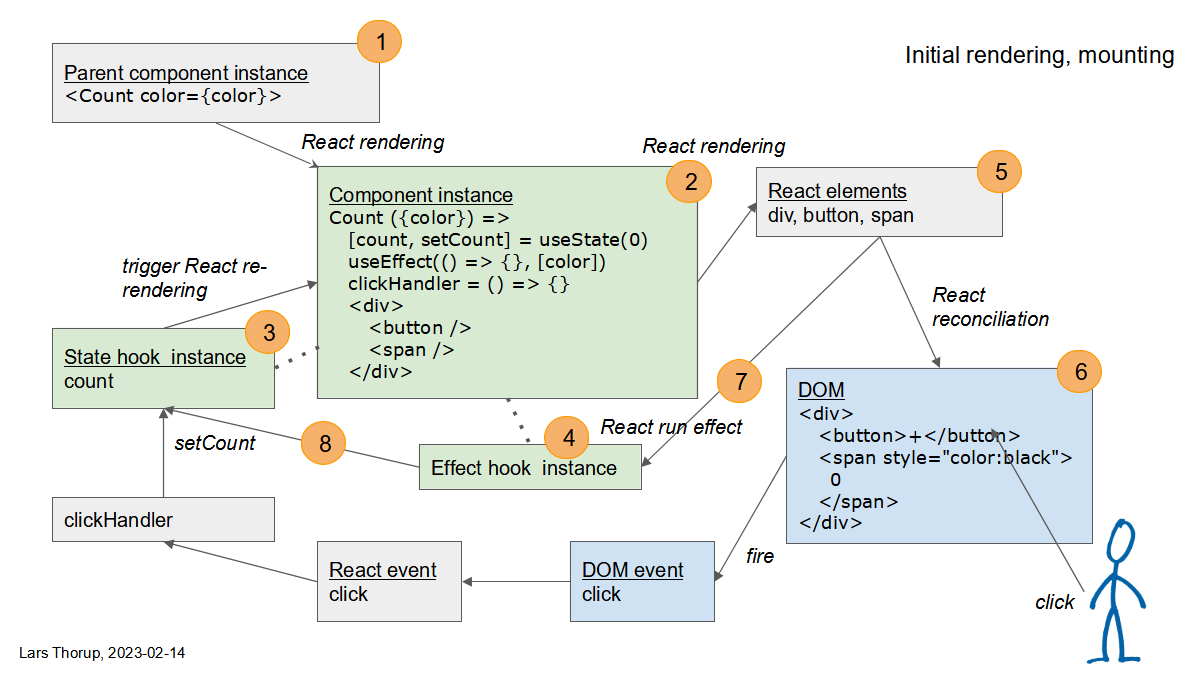 Initial rendering, mounting
1
Parent component instance
<Count color={color}>
React rendering
React rendering
2
Component instance
Count ({color}) =>
[count, setCount] = useState(0)
useEffect(() => {}, [color])
clickHandler = () => {}
<div>
<button />
<span />
</div>
5
React elements
div, button, span
trigger React re-
rendering
React
reconciliation
3
State hook  instance
count
7
6
DOM
<div>
<button>+</button>
<span style="color:black">
0
</span>
</div>
setCount
8
4
React run effect
Effect hook  instance
clickHandler
React event
click
DOM event
click
fire
click
Lars Thorup, 2023-02-14